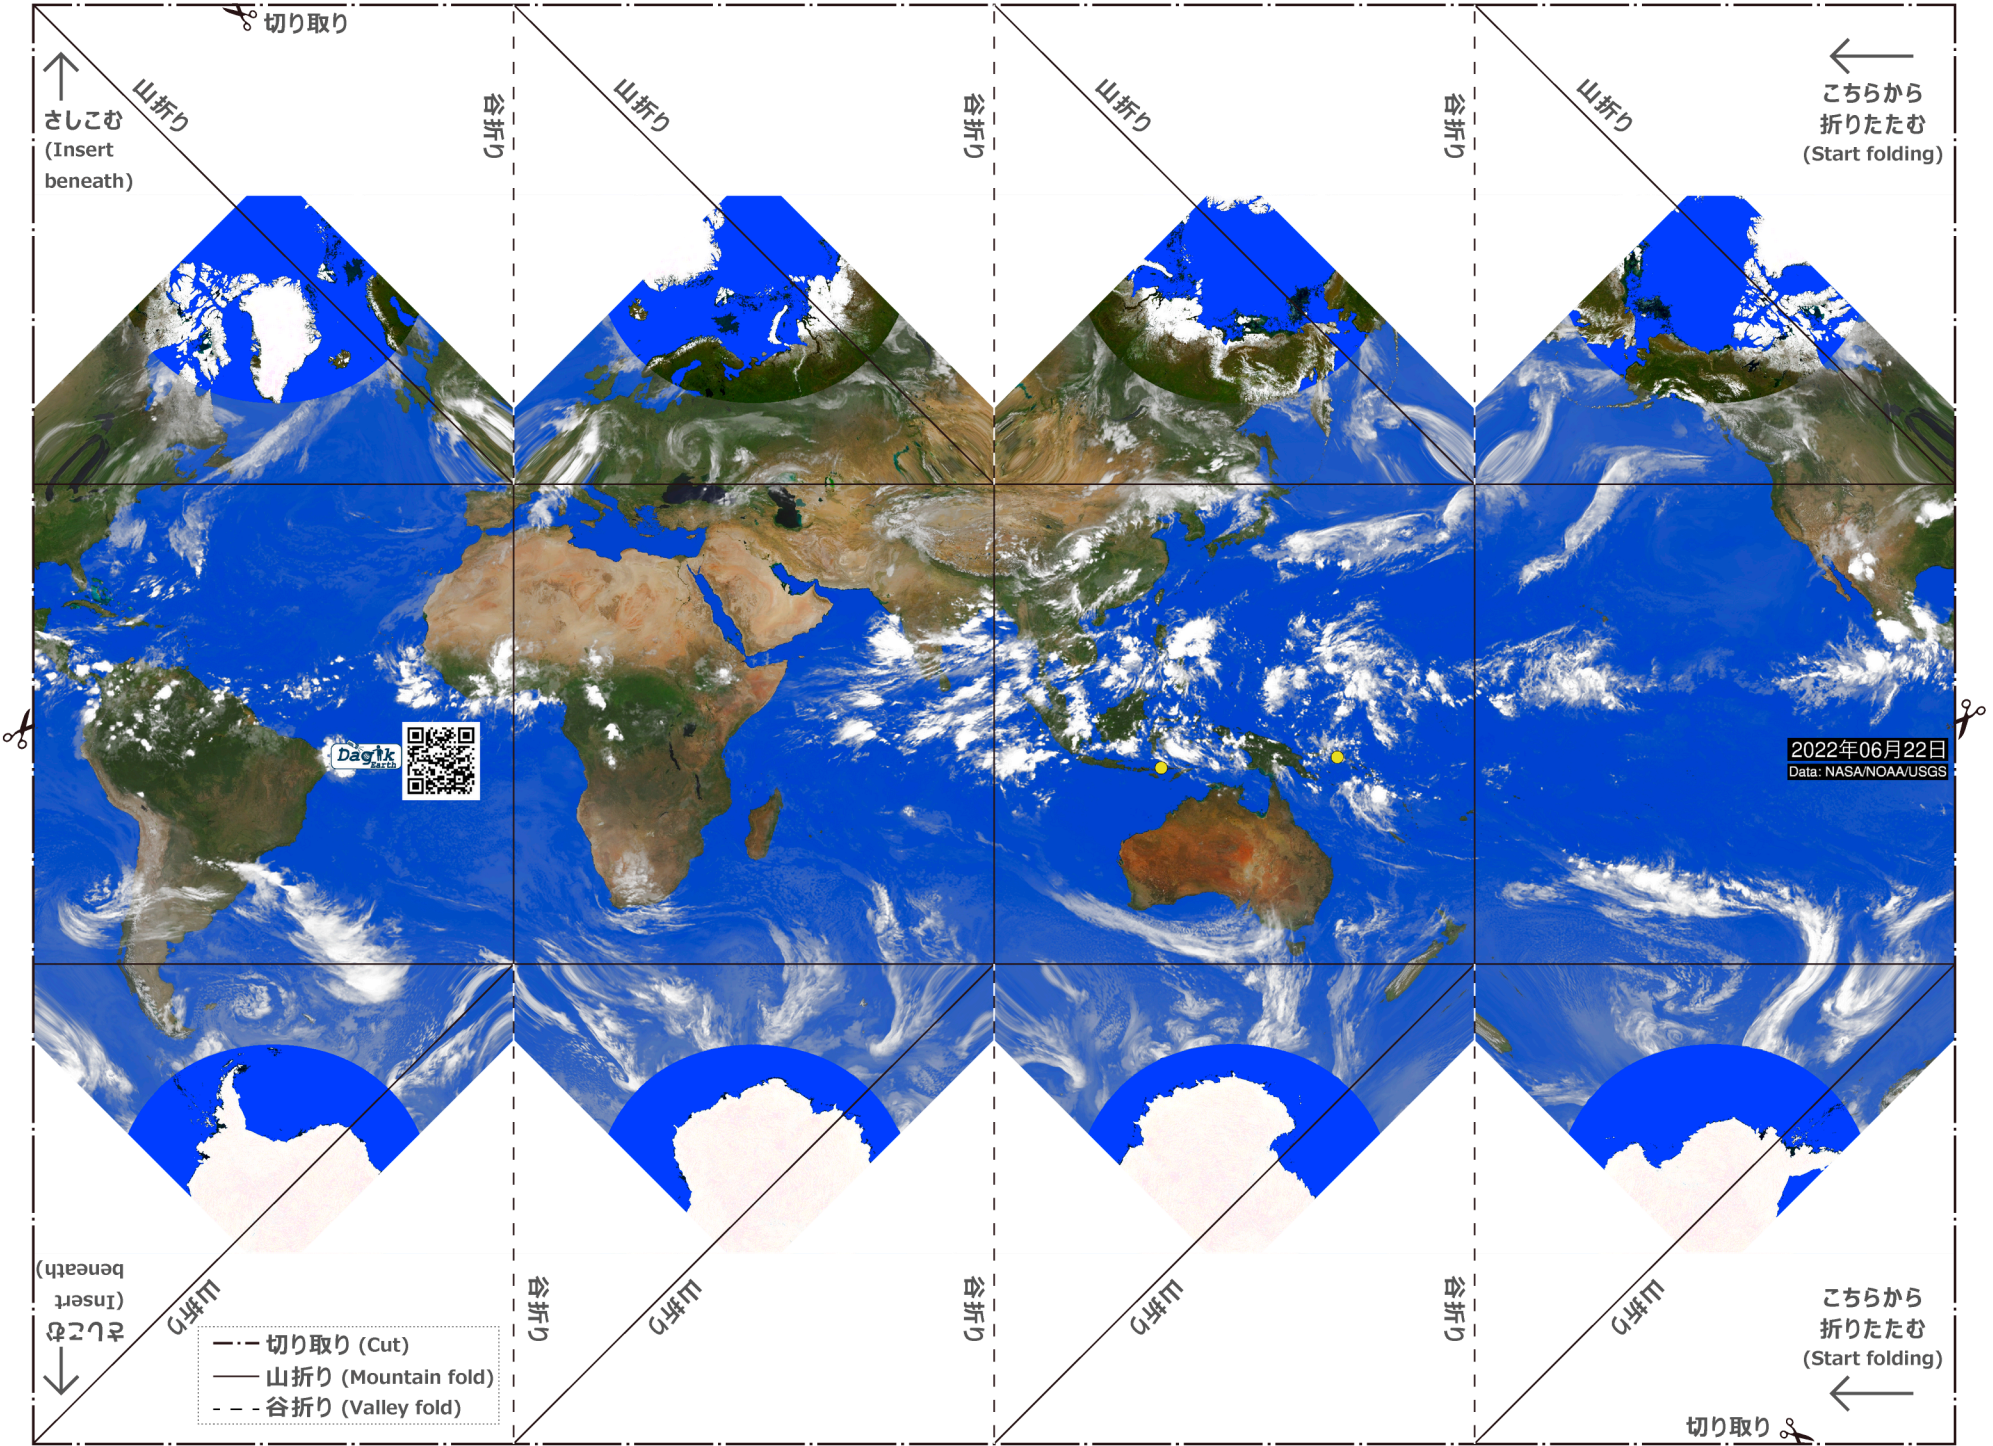 切り取り
さしこむ
(Insert
beneath)
山折り
谷折り
山折り
谷折り
山折り
谷折り
山折り
こちらから
折りたたむ
(Start folding)
Dagik
Earth
2022年06月22日
Data: NASA/NOAA/USGS
さしこむ
(Insert
beneath)
山折り
谷折り
山折り
谷折り
山折り
谷折り
山折り
こちらから
折りたたむ
(Start folding)
切り取り (Cut)
山折り (Mountain fold)
谷折り (Valley fold)
切り取り